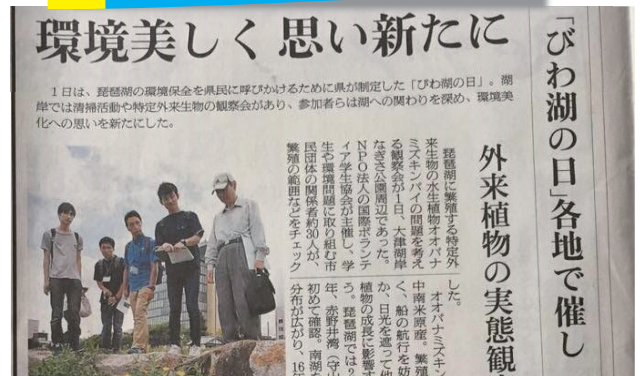 環境美しく 思い新たに
「びわ湖の日」各地で催し
1日は、琵琶湖の環境保全を県民に呼びかけるために県が制定した「びわ湖の日」。湖
岸では清掃活動や特定外来生物の観察会があり、参加者らは湖への関わりを深め、環境美
化への思いを新たにした。
外来植物の実態観
琵琶湖に繁殖する特定外
来生物の水生植物オオバナ
ミズキンバイの問題を考え
る観察会が1日、大津湖岸
なぎさ公園周辺であった。
NPO法人の国際ボランテ
ィア学生協会が主催し、学
生や環境問題に取り組む市
民団体の関係者約30人が、
繁殖の範囲などをチェック
した。
オオバナミズキン
中南米原産。繁殖
く、船の航行を妨
か、日光を遮って他
植物の成長に影響す
う。琵琶湖では2
年、赤野井湾（守山
初めて確認。南湖を
分布が広がり、16年